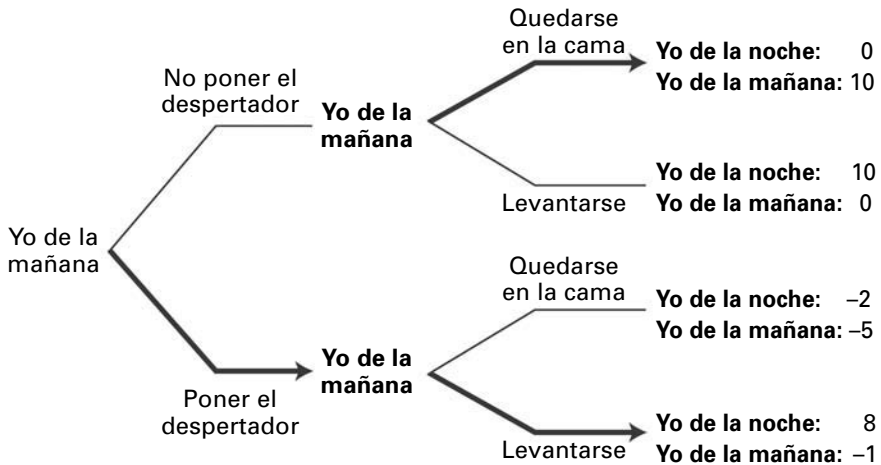 Quedarse
en la cama
Yo de la noche: 0
Yo de la mañana: 10
No poner el
despertador
Yo de la
mañana
Levantarse
Yo de la noche: 10
Yo de la mañana: 0
Yo de la
mañana
Quedarse
en la cama
Yo de la noche: –2
Yo de la mañana: –5
Yo de la
mañana
Poner el
despertador
Levantarse
Yo de la noche: 8
Yo de la mañana: –1